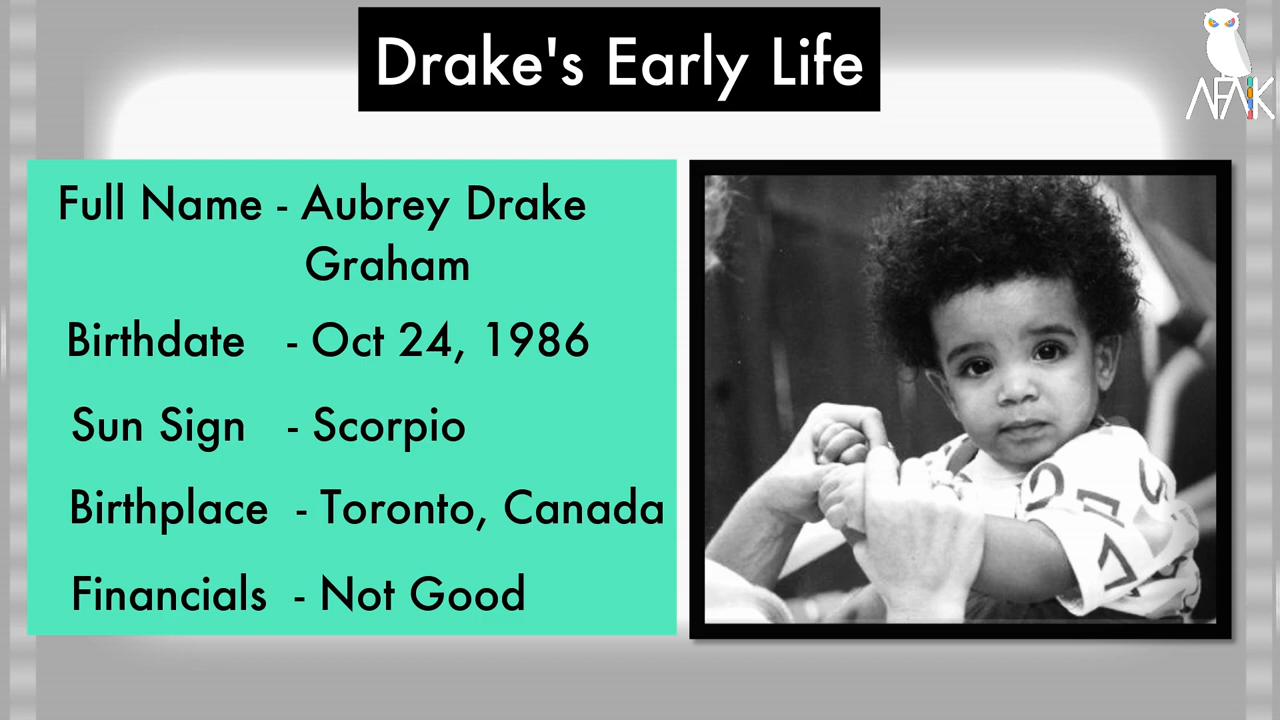 Drake's Early Life
AFAIK
Full Name - Aubrey Drake
Graham
Birthdate - Oct 24, 1986
Sun Sign - Scorpio
Birthplace - Toronto, Canada
Financials - Not Good